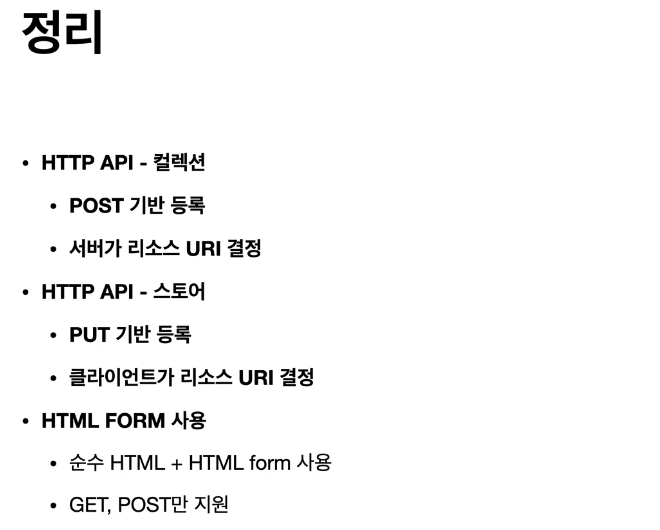 정리
• HTTP API - 컬렉션
• POST 기반 등록
• 서버가 리소스 URI 결정
• HTTP API - 스토어
• PUT 기반 등록
• 클라이언트가 리소스 URI 결정
• HTML FORM 사용
• 순수 HTML + HTML form 사용
• GET, POST만 지원